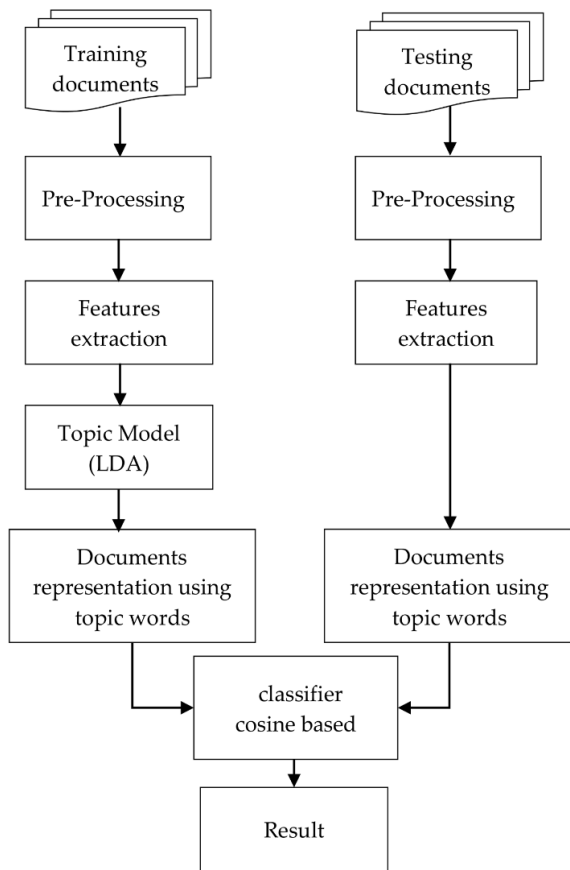 Training
documents
Testing
documents
Pre-Processing
Pre-Processing
Features
extraction
Features
extraction
Topic Model
(LDA)
Documents
representation using
topic words
Documents
representation using
topic words
classifier
cosine based
Result